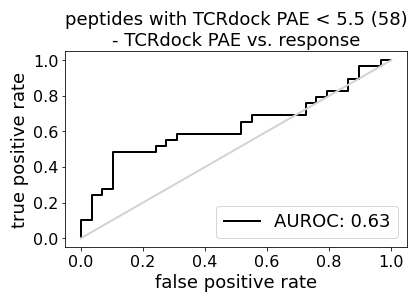 peptides with TCRdock PAE < 5.5 (58)
- TCRdock PAE vs. response
true positive rate
1.0
0.8
0.6
0.4
0.2
0.0
AUROC: 0.63
0.0 0.2 0.4 0.6 0.8 1.0
false positive rate